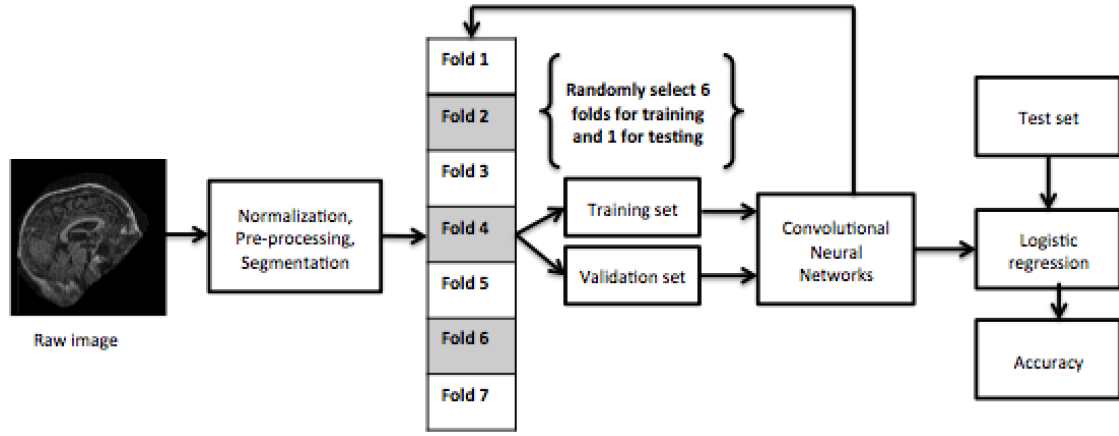 Raw image
Normalization,
Pre-processing,
Segmentation
Fold 1
Fold 2
Fold 3
Fold 4
Fold 5
Fold 6
Fold 7
Randomly select 6
folds for training
and 1 for testing
Training set
Validation set
Convolutional
Neural
Networks
Test set
Logistic
regression
Accuracy